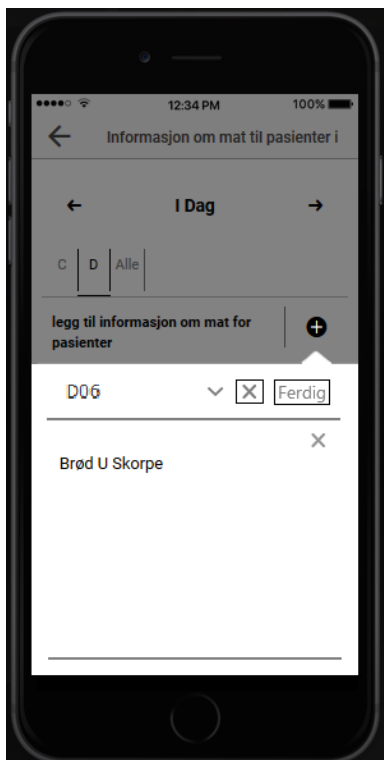 12:34 PM 100%
Informasjon om mat til pasienter i
I Dag
C D Alle
legg til informasjon om mat for
pasienter
D06 Ferdig
Brød U Skorpe